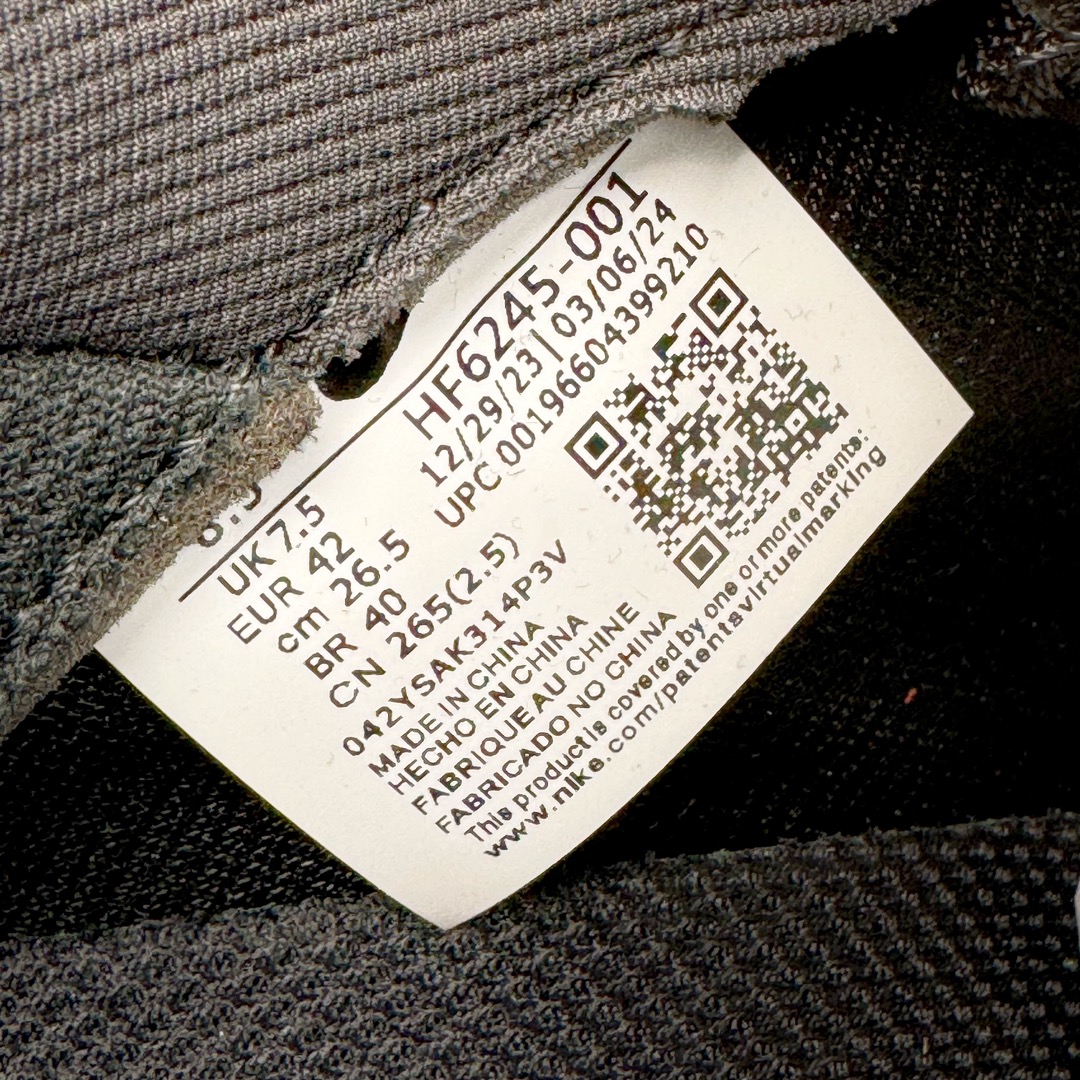 HF6245-001
12/29/23 | 03/06/24
UPC 00196604399210
UK 7.5
EUR 42
cm 26.5
BR 40
CN 265(2.5)
042YSAK314P3V
MADE IN CHINA
HECHO EN CHINA
FABRIQUE AU CHINE
FABRICADO NO CHINA
This product is covered by one or more patents:
www.nike.com/patentsvirtualmarking